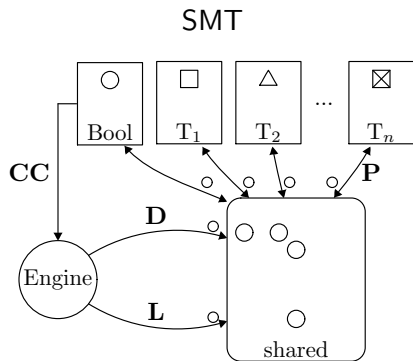 SMT
...
Bool T₁ T₂ Tₙ
CC P
D
Engine
L
shared